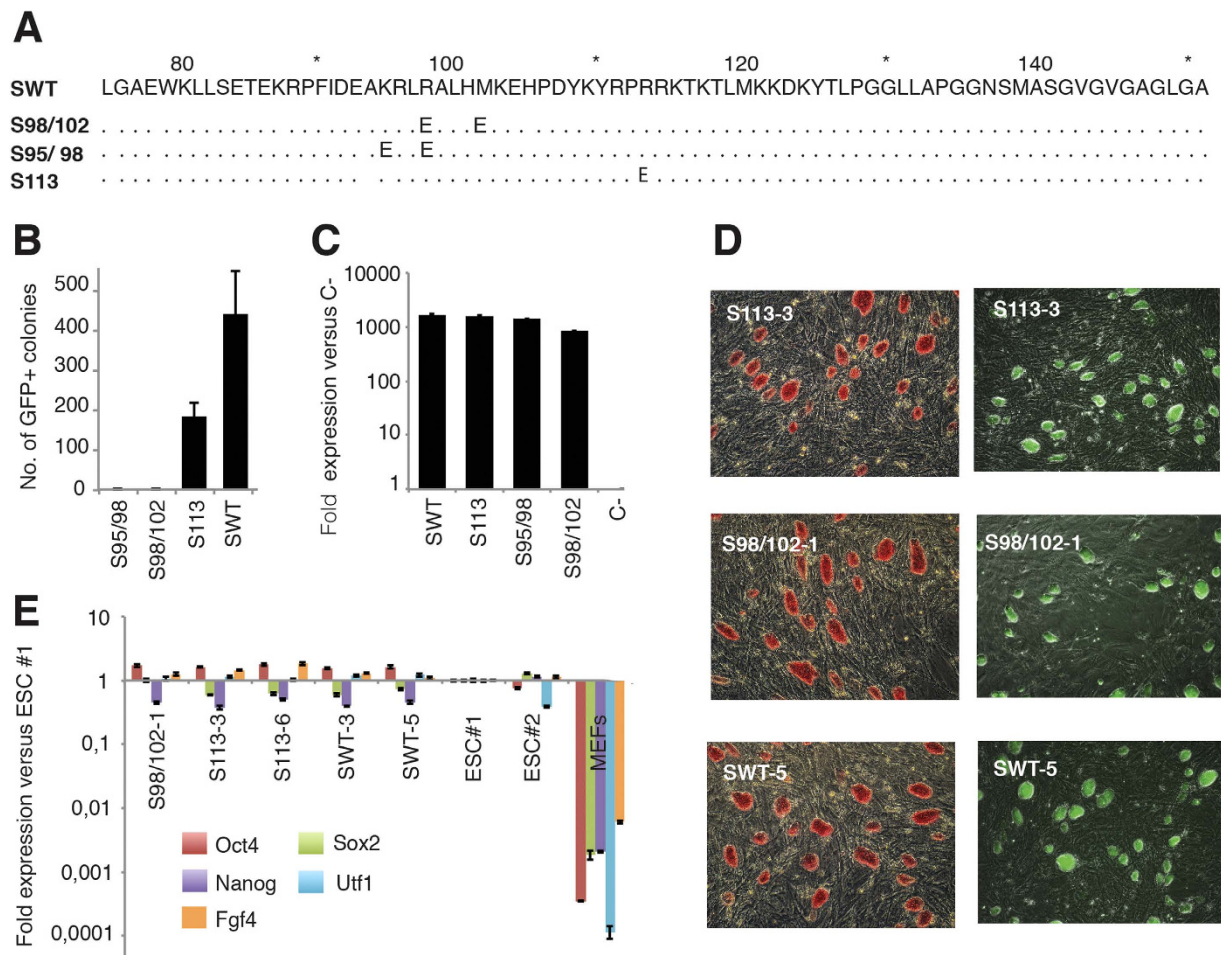 A
80 * 100 * 120 * 140 *
SWT LGAEWKLLSETEKRPFIDEAKRLRALHMKEHPDYKYRPRRKTKTLMKKDKYTLPGGLLAPGGNSMASGVGVGAGLGA
S98/102 E E
S95/ 98 E E
S113 E
B
No. of GFP+ colonies
500
400
300
200
100
0
S95/98
S98/102
S113
SWT
C
Fold expression versus C-
10000
1000
100
10
1
SWT
S113
S95/98
S98/102
C-
D
S113-3
S113-3
S98/102-1
S98/102-1
SWT-5
SWT-5
E
Fold expression versus ESC #1
10
1
0,1
0,01
0,001
0,0001
S98/102-1
S113-3
S113-6
SWT-3
SWT-5
ESC#1
ESC#2
MEFs
Oct4
Sox2
Nanog
Utf1
Fgf4